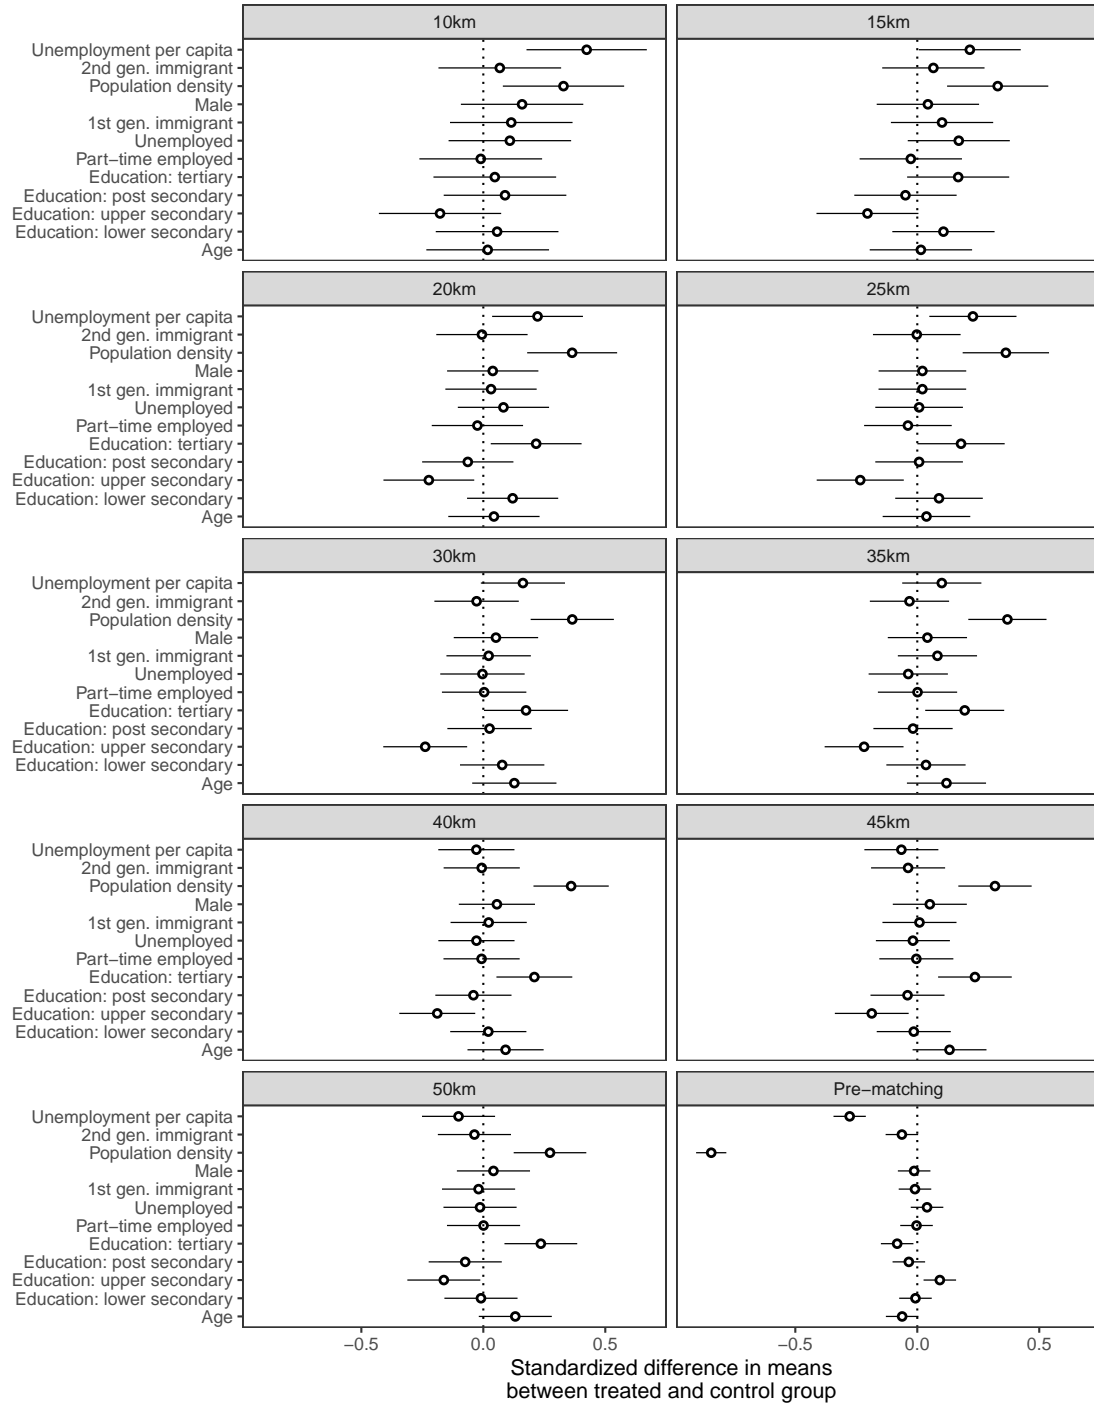 10km
15km
Unemployment per capita
2nd gen. immigrant
Population density
Male
1st gen. immigrant
Unemployed
Part−time employed
Education: tertiary
Education: post secondary
Education: upper secondary
Education: lower secondary
Age
20km
25km
Unemployment per capita
2nd gen. immigrant
Population density
Male
1st gen. immigrant
Unemployed
Part−time employed
Education: tertiary
Education: post secondary
Education: upper secondary
Education: lower secondary
Age
30km
35km
Unemployment per capita
2nd gen. immigrant
Population density
Male
1st gen. immigrant
Unemployed
Part−time employed
Education: tertiary
Education: post secondary
Education: upper secondary
Education: lower secondary
Age
40km
45km
Unemployment per capita
2nd gen. immigrant
Population density
Male
1st gen. immigrant
Unemployed
Part−time employed
Education: tertiary
Education: post secondary
Education: upper secondary
Education: lower secondary
Age
50km
Pre−matching
Unemployment per capita
2nd gen. immigrant
Population density
Male
1st gen. immigrant
Unemployed
Part−time employed
Education: tertiary
Education: post secondary
Education: upper secondary
Education: lower secondary
Age
−0.5 0.0 0.5 −0.5 0.0 0.5
Standardized difference in means
between treated and control group